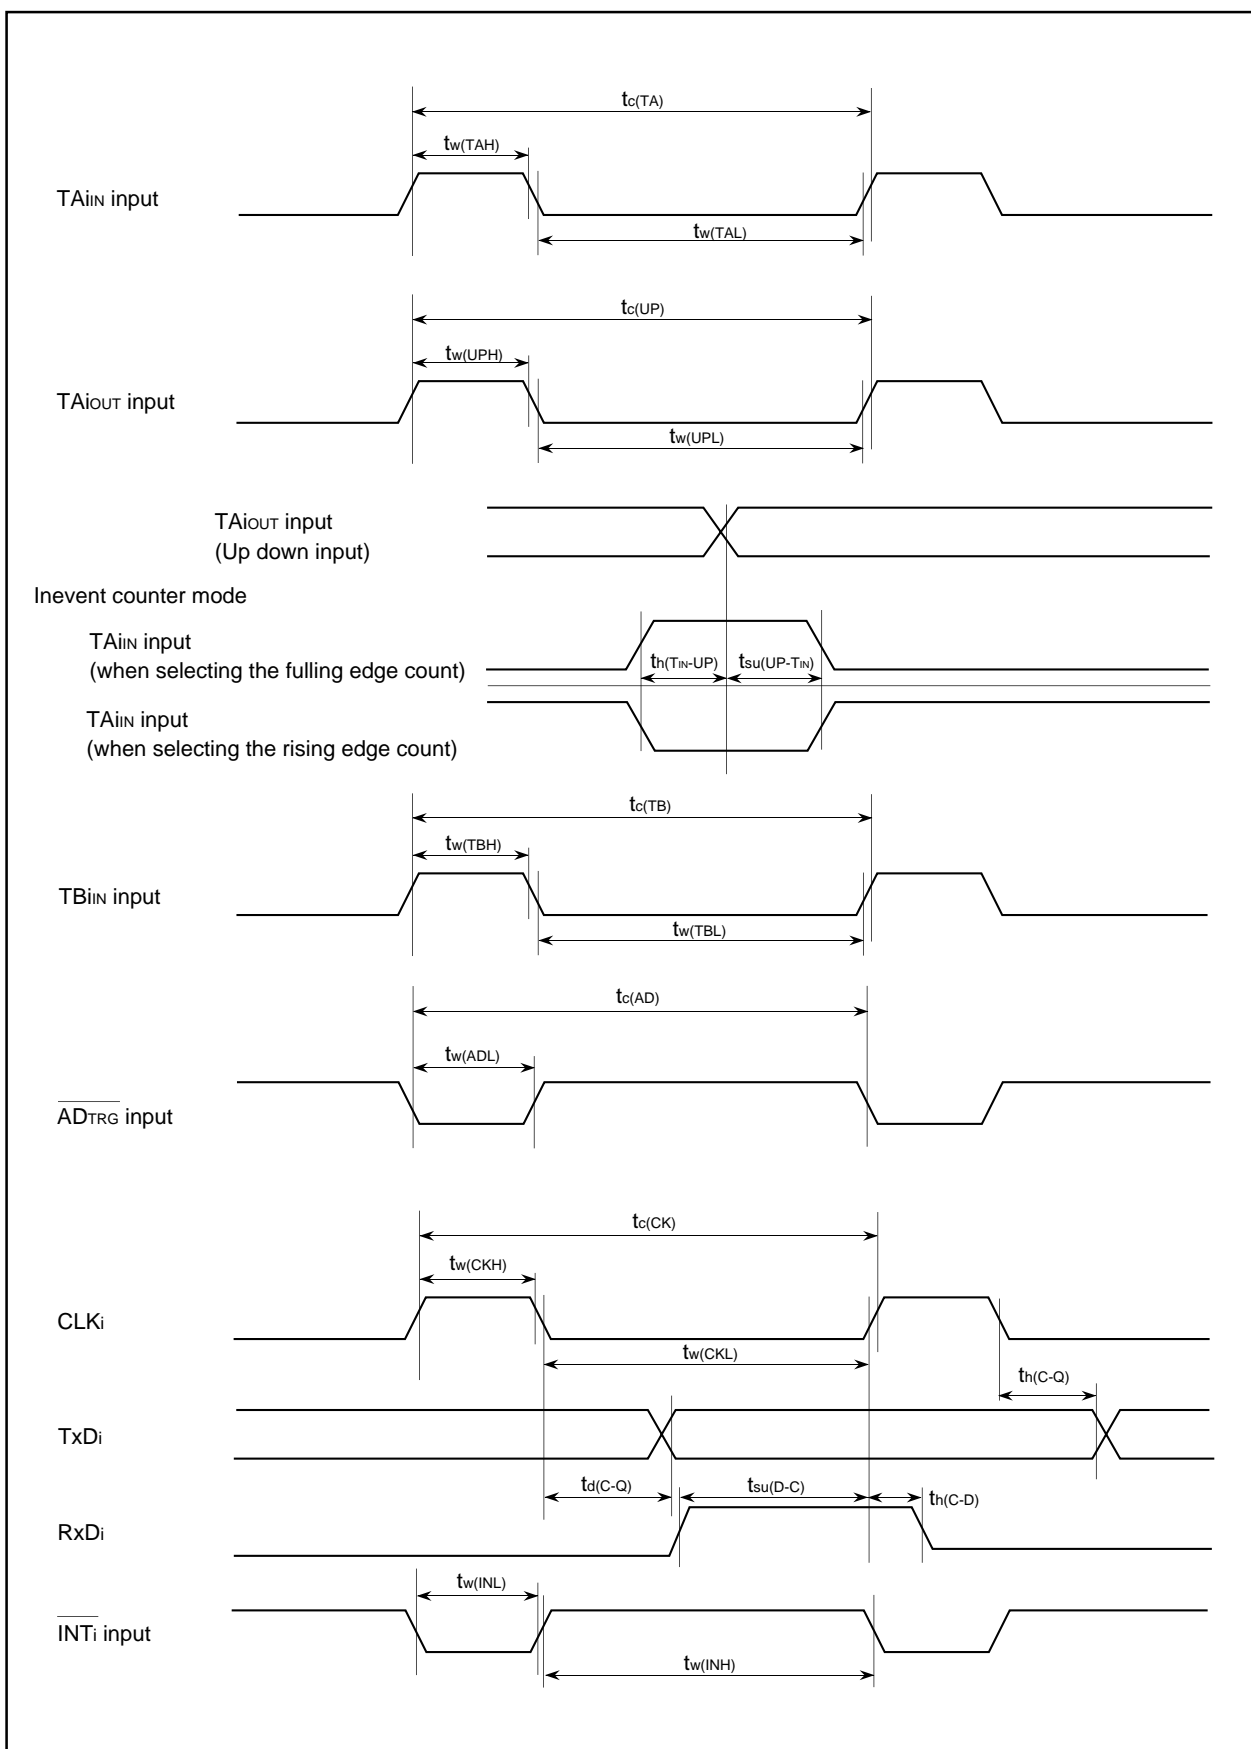 tc(TA)
tw(TAH)
TAiIN input
tw(TAL)
tc(UP)
tw(UPH)
TAiOUT input
tw(UPL)
TAiOUT input
(Up down input)
Inevent counter mode
TAiIN input
(when selecting the fulling edge count)
th(TIN-UP) tsu(UP-TIN)
TAiIN input
(when selecting the rising edge count)
tc(TB)
tw(TBH)
TBiIN input
tw(TBL)
tc(AD)
tw(ADL)
ADTRG input
tc(CK)
tw(CKH)
CLKi
tw(CKL)
th(C-Q)
TxDi
td(C-Q) tsu(D-C) th(C-D)
RxDi
tw(INL)
INTi input
tw(INH)